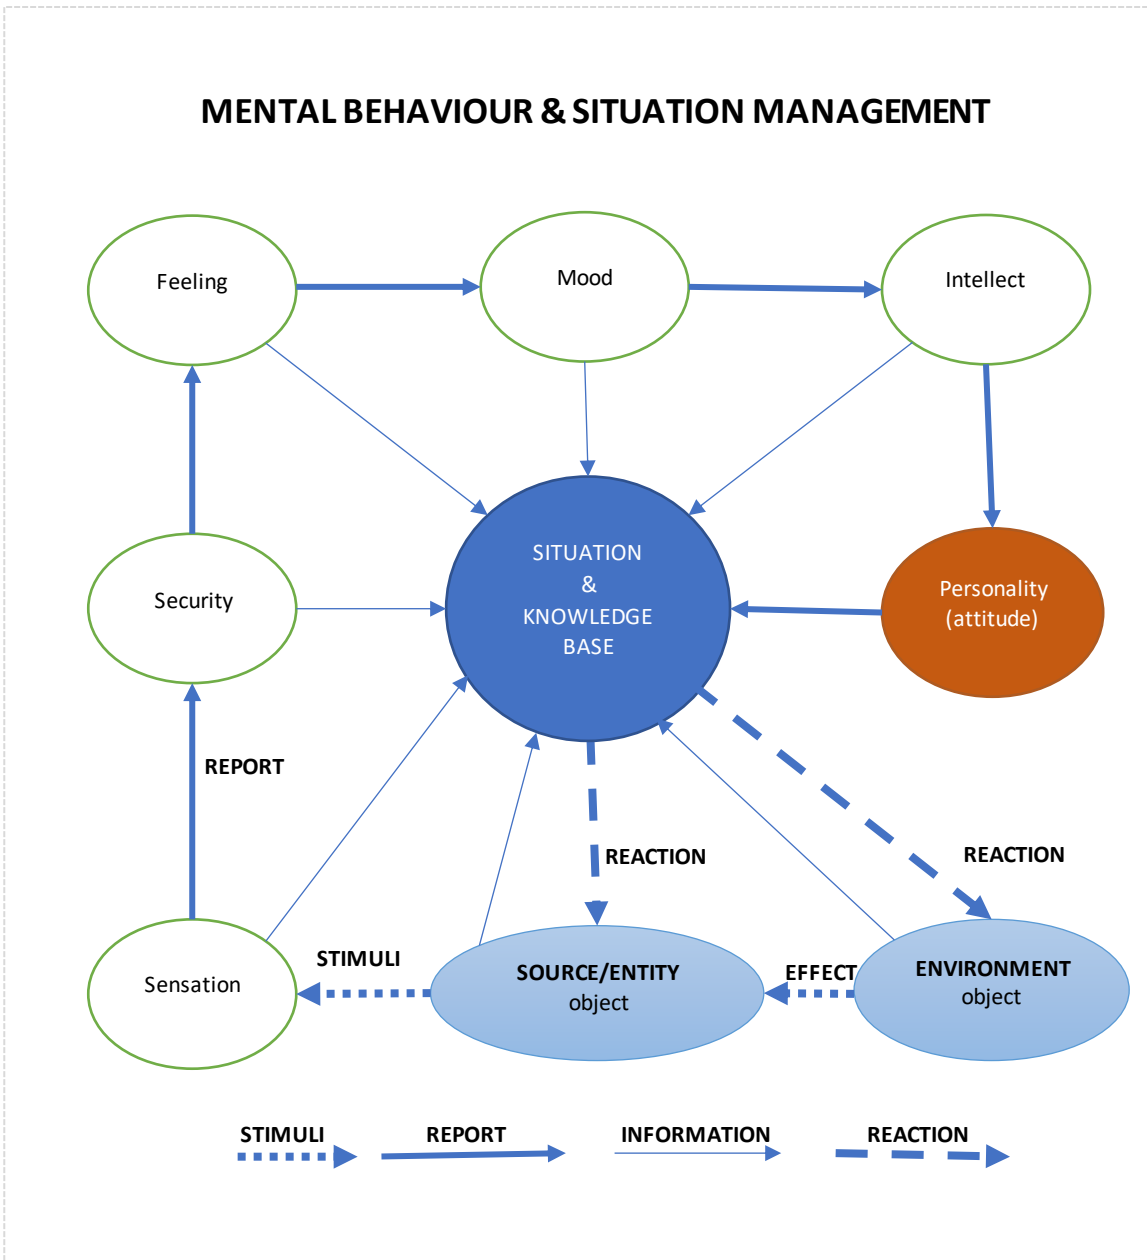 MENTAL BEHAVIOUR & SITUATION MANAGEMENT
Feeling
Mood
Intellect
SITUATION
&
KNOWLEDGE
BASE
Security
Personality
(attitude)
REPORT
REACTION
REACTION
Sensation
STIMULI
SOURCE/ENTITY
object
EFFECT
ENVIRONMENT
object
STIMULI
REPORT
INFORMATION
REACTION